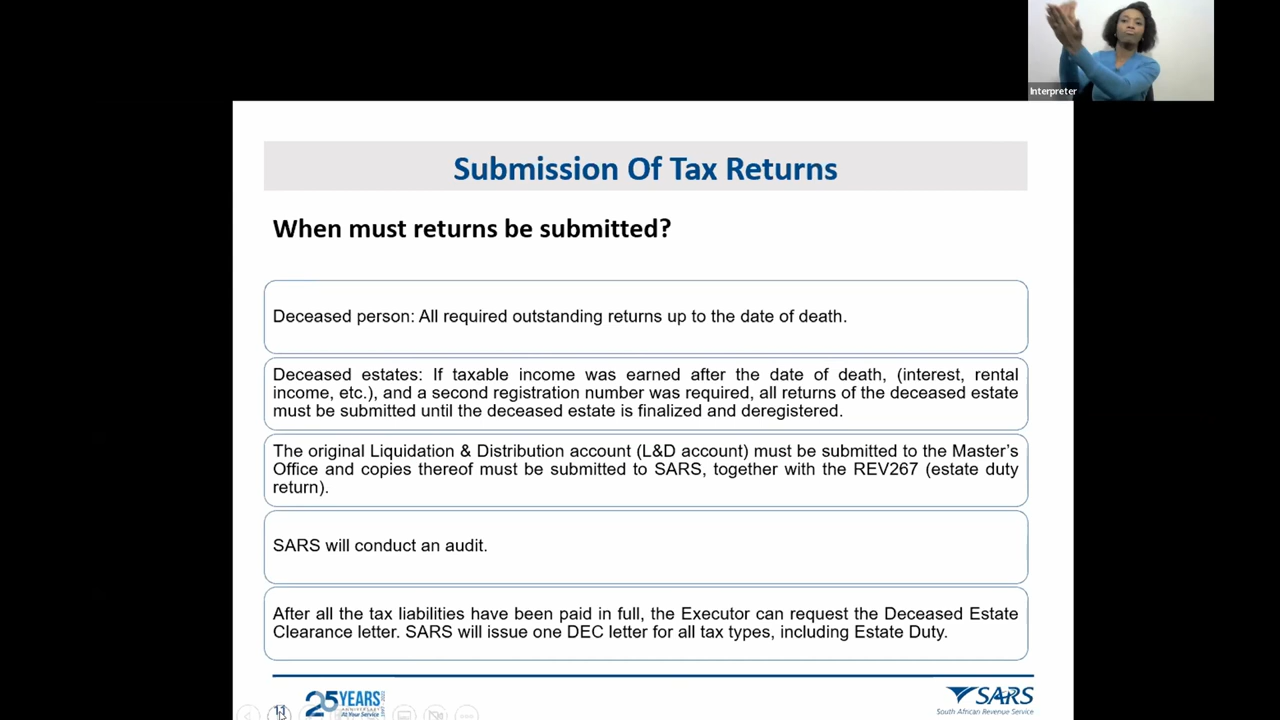 Interpreter
Submission Of Tax Returns
When must returns be submitted?
Deceased person: All required outstanding returns up to the date of death.
Deceased estates: If taxable income was earned after the date of death, (interest, rental
income, etc.), and a second registration number was required, all returns of the deceased estate
must be submitted until the deceased estate is finalized and deregistered.
The original Liquidation & Distribution account (L&D account) must be submitted to the Master's
Office and copies thereof must be submitted to SARS, together with the REV267 (estate duty
return).
SARS will conduct an audit.
After all the tax liabilities have been paid in full, the Executor can request the Deceased Estate
Clearance letter. SARS will issue one DEC letter for all tax types, including Estate Duty.
25 YEARS
At Your Service
SARS
South African Revenue Service